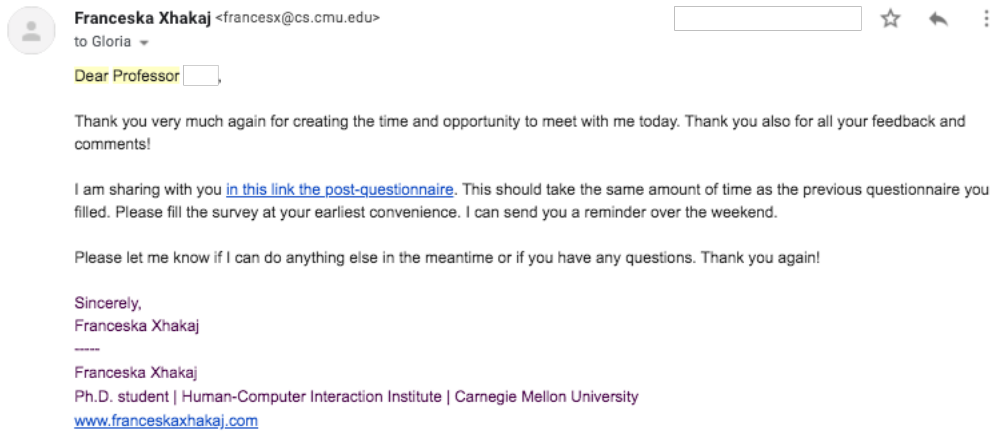 Franceska Xhakaj <francesx@cs.cmu.edu>
to Gloria
Dear Professor ,
Thank you very much again for creating the time and opportunity to meet with me today. Thank you also for all your feedback and
comments!
I am sharing with you in this link the post-questionnaire. This should take the same amount of time as the previous questionnaire you
filled. Please fill the survey at your earliest convenience. I can send you a reminder over the weekend.
Please let me know if I can do anything else in the meantime or if you have any questions. Thank you again!
Sincerely,
Franceska Xhakaj
-----
Franceska Xhakaj
Ph.D. student | Human-Computer Interaction Institute | Carnegie Mellon University
www.franceskaxhakaj.com